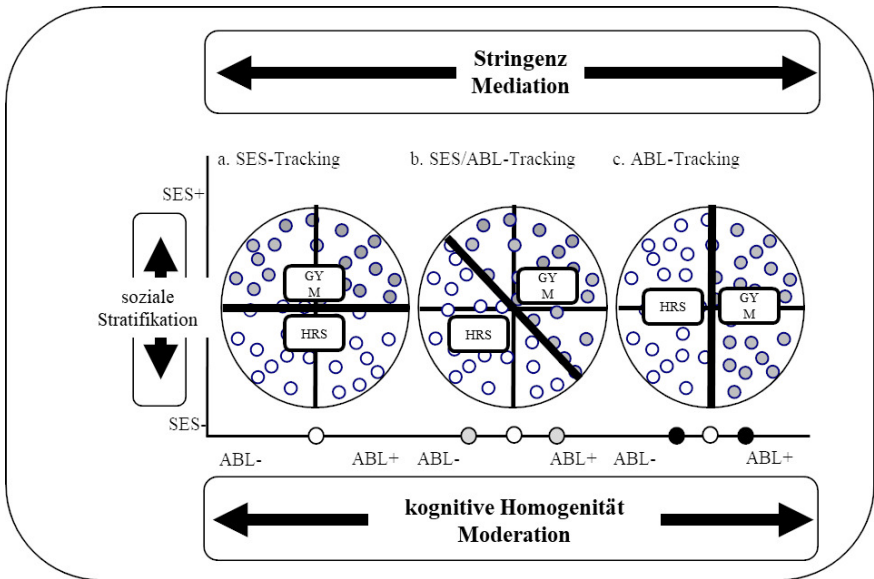 Stringenz
Mediation
a. SES-Tracking
b. SES/ABL-Tracking
c. ABL-Tracking
SES+
soziale
Stratifikation
SES-
GY
M
HRS
GY
M
HRS
HRS
GY
M
ABL-
ABL+
ABL-
ABL+
ABL-
ABL+
kognitive Homogenität
Moderation